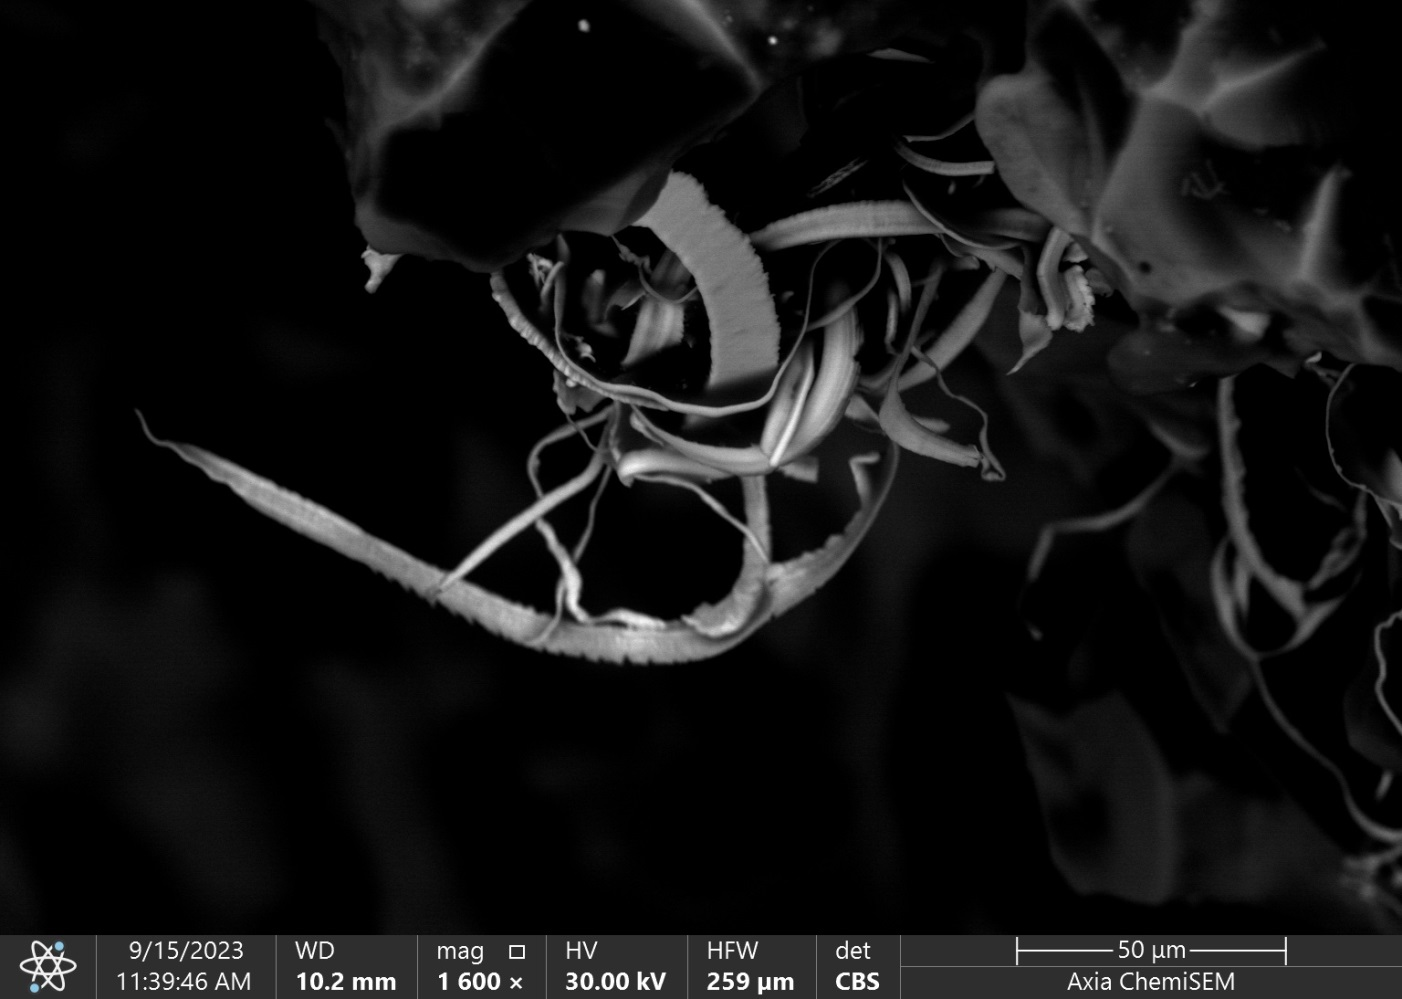 9/15/2023
11:39:46 AM
WD
10.2 mm
mag
1 600 ×
HV
30.00 kV
HFW
259 µm
det
CBS
50 µm
Axia ChemiSEM